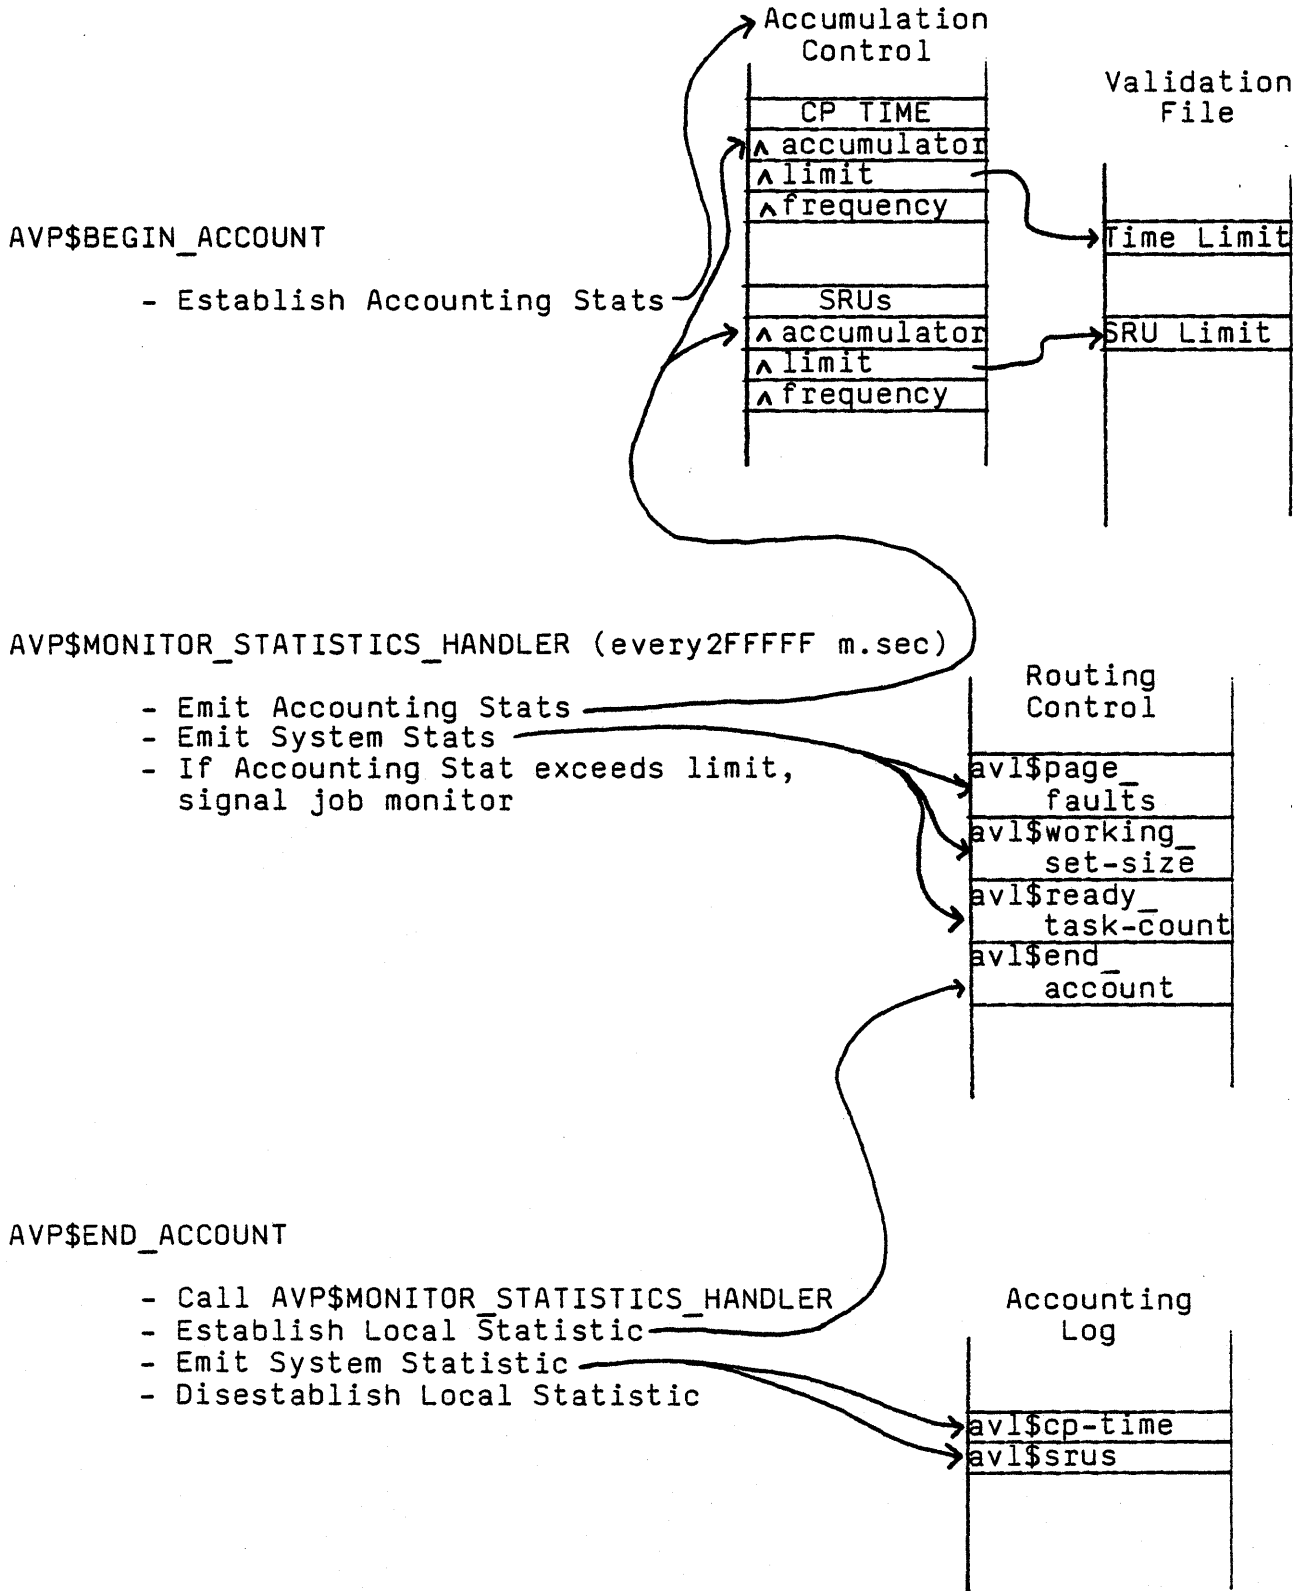 Accumulation
Control
Validation
File
CP TIME
^ accumulator
^ limit
^ frequency
AVP$BEGIN_ACCOUNT
Time Limit
- Establish Accounting Stats
SRUs
^ accumulator
SRU Limit
^ limit
^ frequency
AVP$MONITOR_STATISTICS_HANDLER (every2FFFFF m.sec)
Routing
Control
- Emit Accounting Stats
- Emit System Stats
- If Accounting Stat exceeds limit,
signal job monitor
avl$page_
faults
avl$working_
set-size
avl$ready_
task-count
avl$end_
account
AVP$END_ACCOUNT
- Call AVP$MONITOR_STATISTICS_HANDLER
- Establish Local Statistic
- Emit System Statistic
- Disestablish Local Statistic
Accounting
Log
avl$cp-time
avl$srus